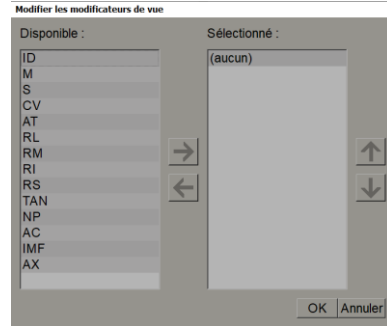 Modifier les modificateurs de vue
Disponible :
Sélectionné :
ID
M
S
CV
AT
RL
RM
RI
RS
TAN
NP
AC
IMF
AX
(aucun)
OK
Annuler